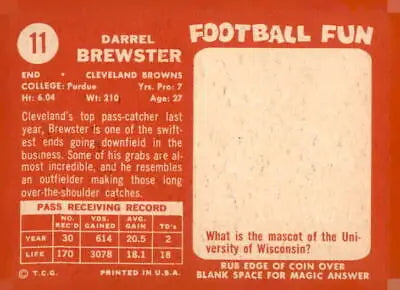 11
DARREL
BREWSTER
END • CLEVELAND BROWNS
COLLEGE: Purdue Yrs. Pro: 7
Ht: 6.04 Wt: 210 Age: 27
Cleveland's top pass-catcher last
year, Brewster is one of the swift-
est ends going downfield in the
business. Some of his grabs are al-
most incredible, and he resembles
an outfielder making those long
over-the-shoulder catches.
PASS RECEIVING RECORD
NO. REC'D YDS. GAINED AVG. GAIN TD's
YEAR 30 614 20.5 2
LIFE 170 3078 18.1 18
© T.C.G. PRINTED IN U.S.A.
FOOTBALL FUN
What is the mascot of the Uni-
versity of Wisconsin?
RUB EDGE OF COIN OVER
BLANK SPACE FOR MAGIC ANSWER